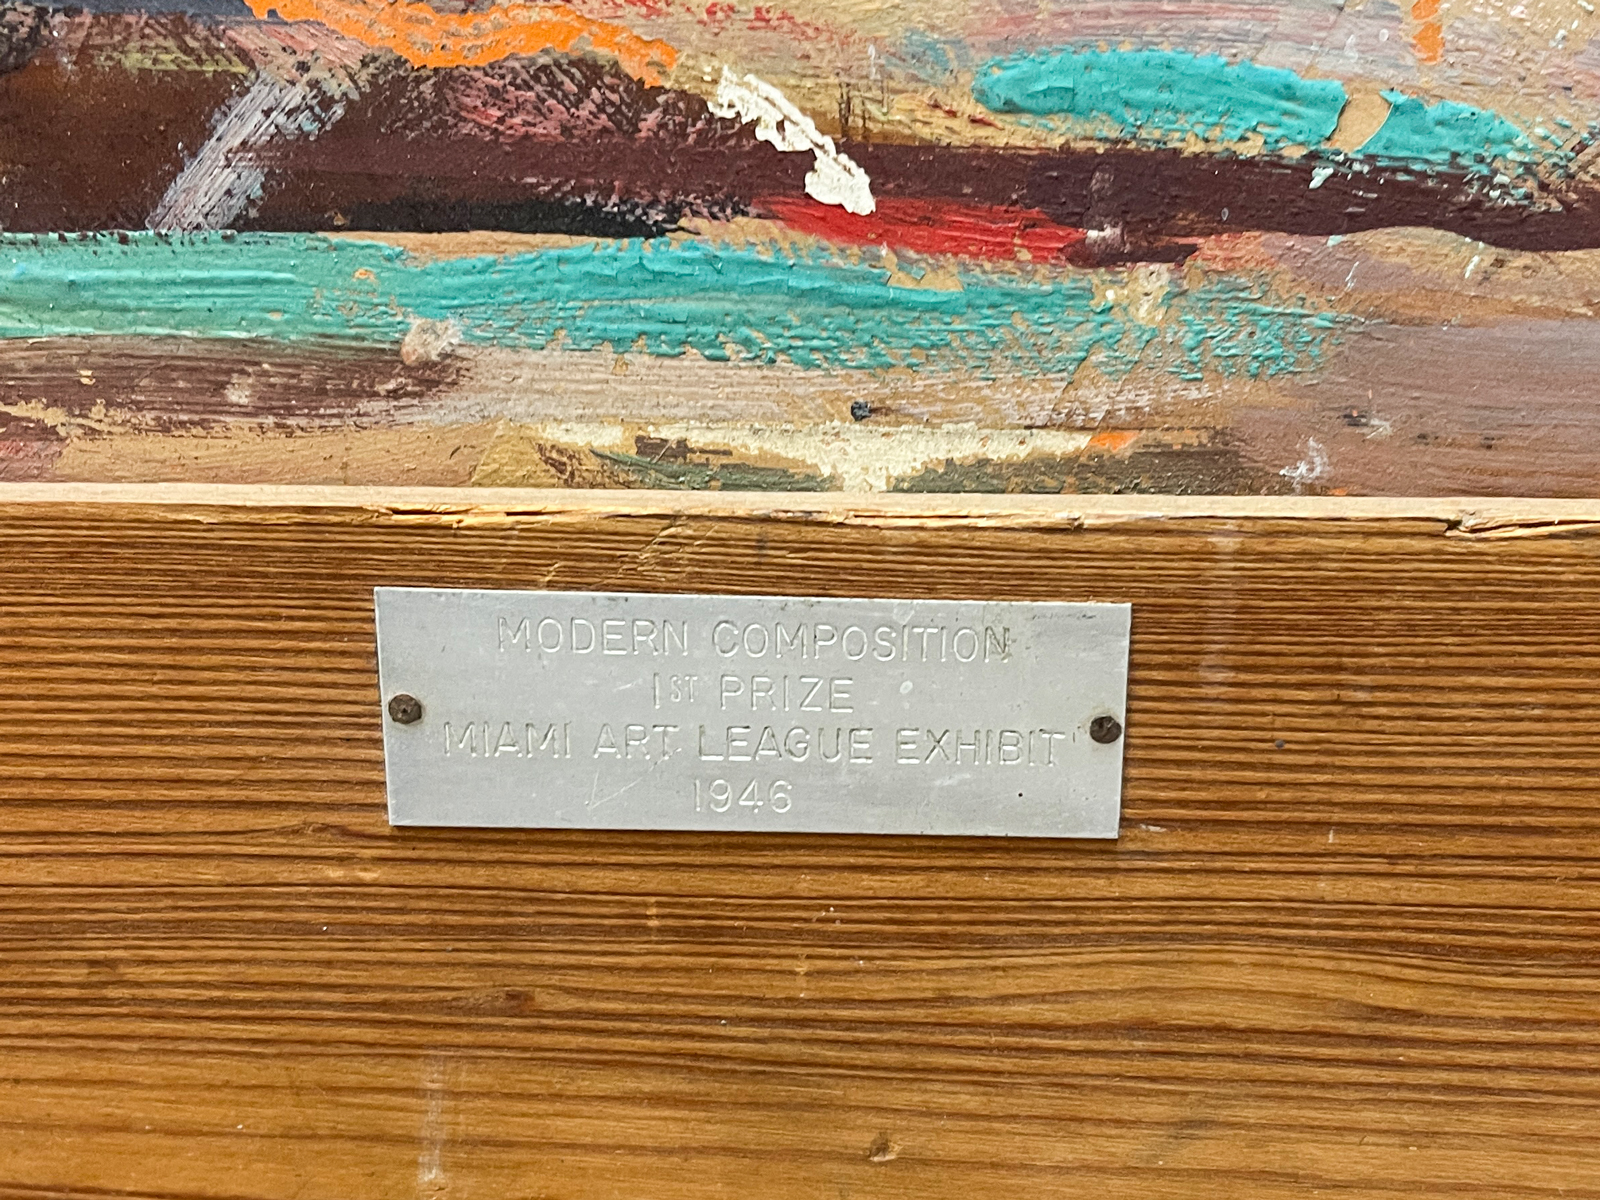 MODERN COMPOSITION
1ST PRIZE
MIAMI ART LEAGUE EXHIBIT
1946